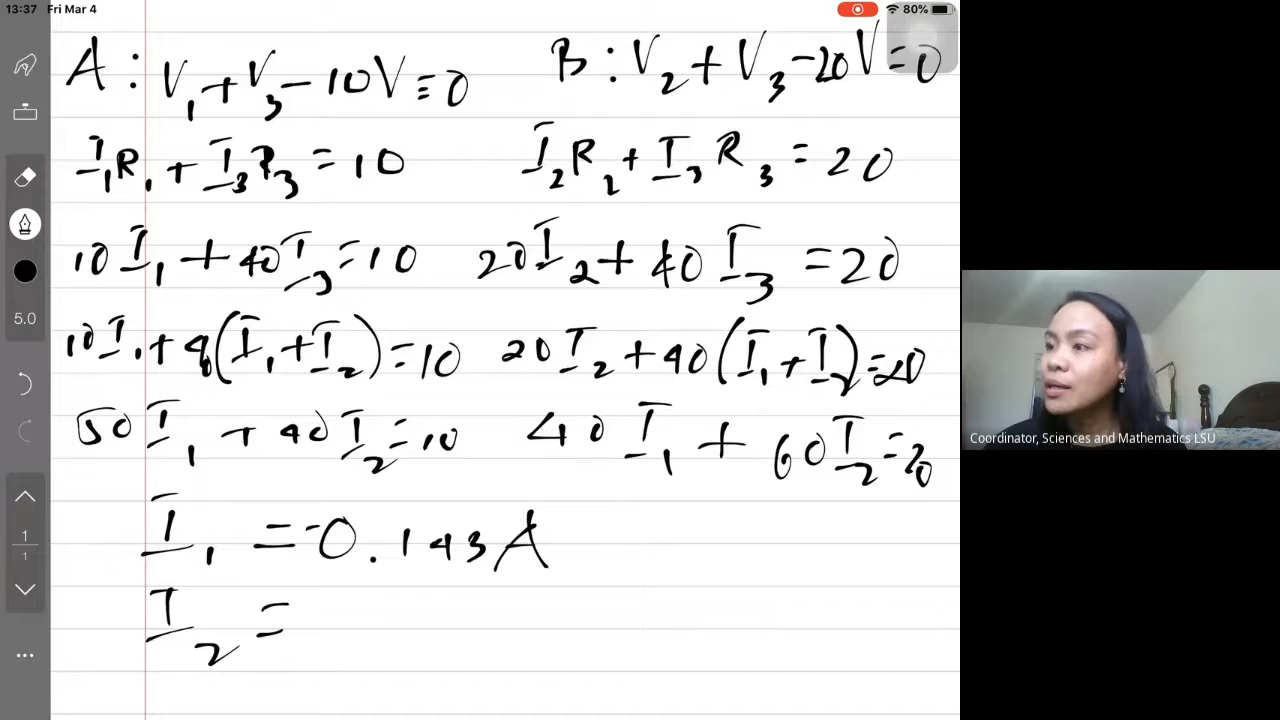 13:37 Fri Mar 4
80%
A : V₁ + V₃ - 10V = 0
B : V₂ + V₃ - 20V = 0
I₁R₁ + I₃R₃ = 10
I₂R₂ + I₃R₃ = 20
10I₁ + 40I₃ = 10
20I₂ + 40I₃ = 20
10I₁ + 9(I₁ + I₂) = 10
20I₂ + 40(I₁ + I₂) = 20
50I₁ + 40I₂ = 10
40I₁ + 60I₂ = 20
I₁ = -0.143A
I₂ =
5.0
1
1
Coordinator, Sciences and Mathematics LSU